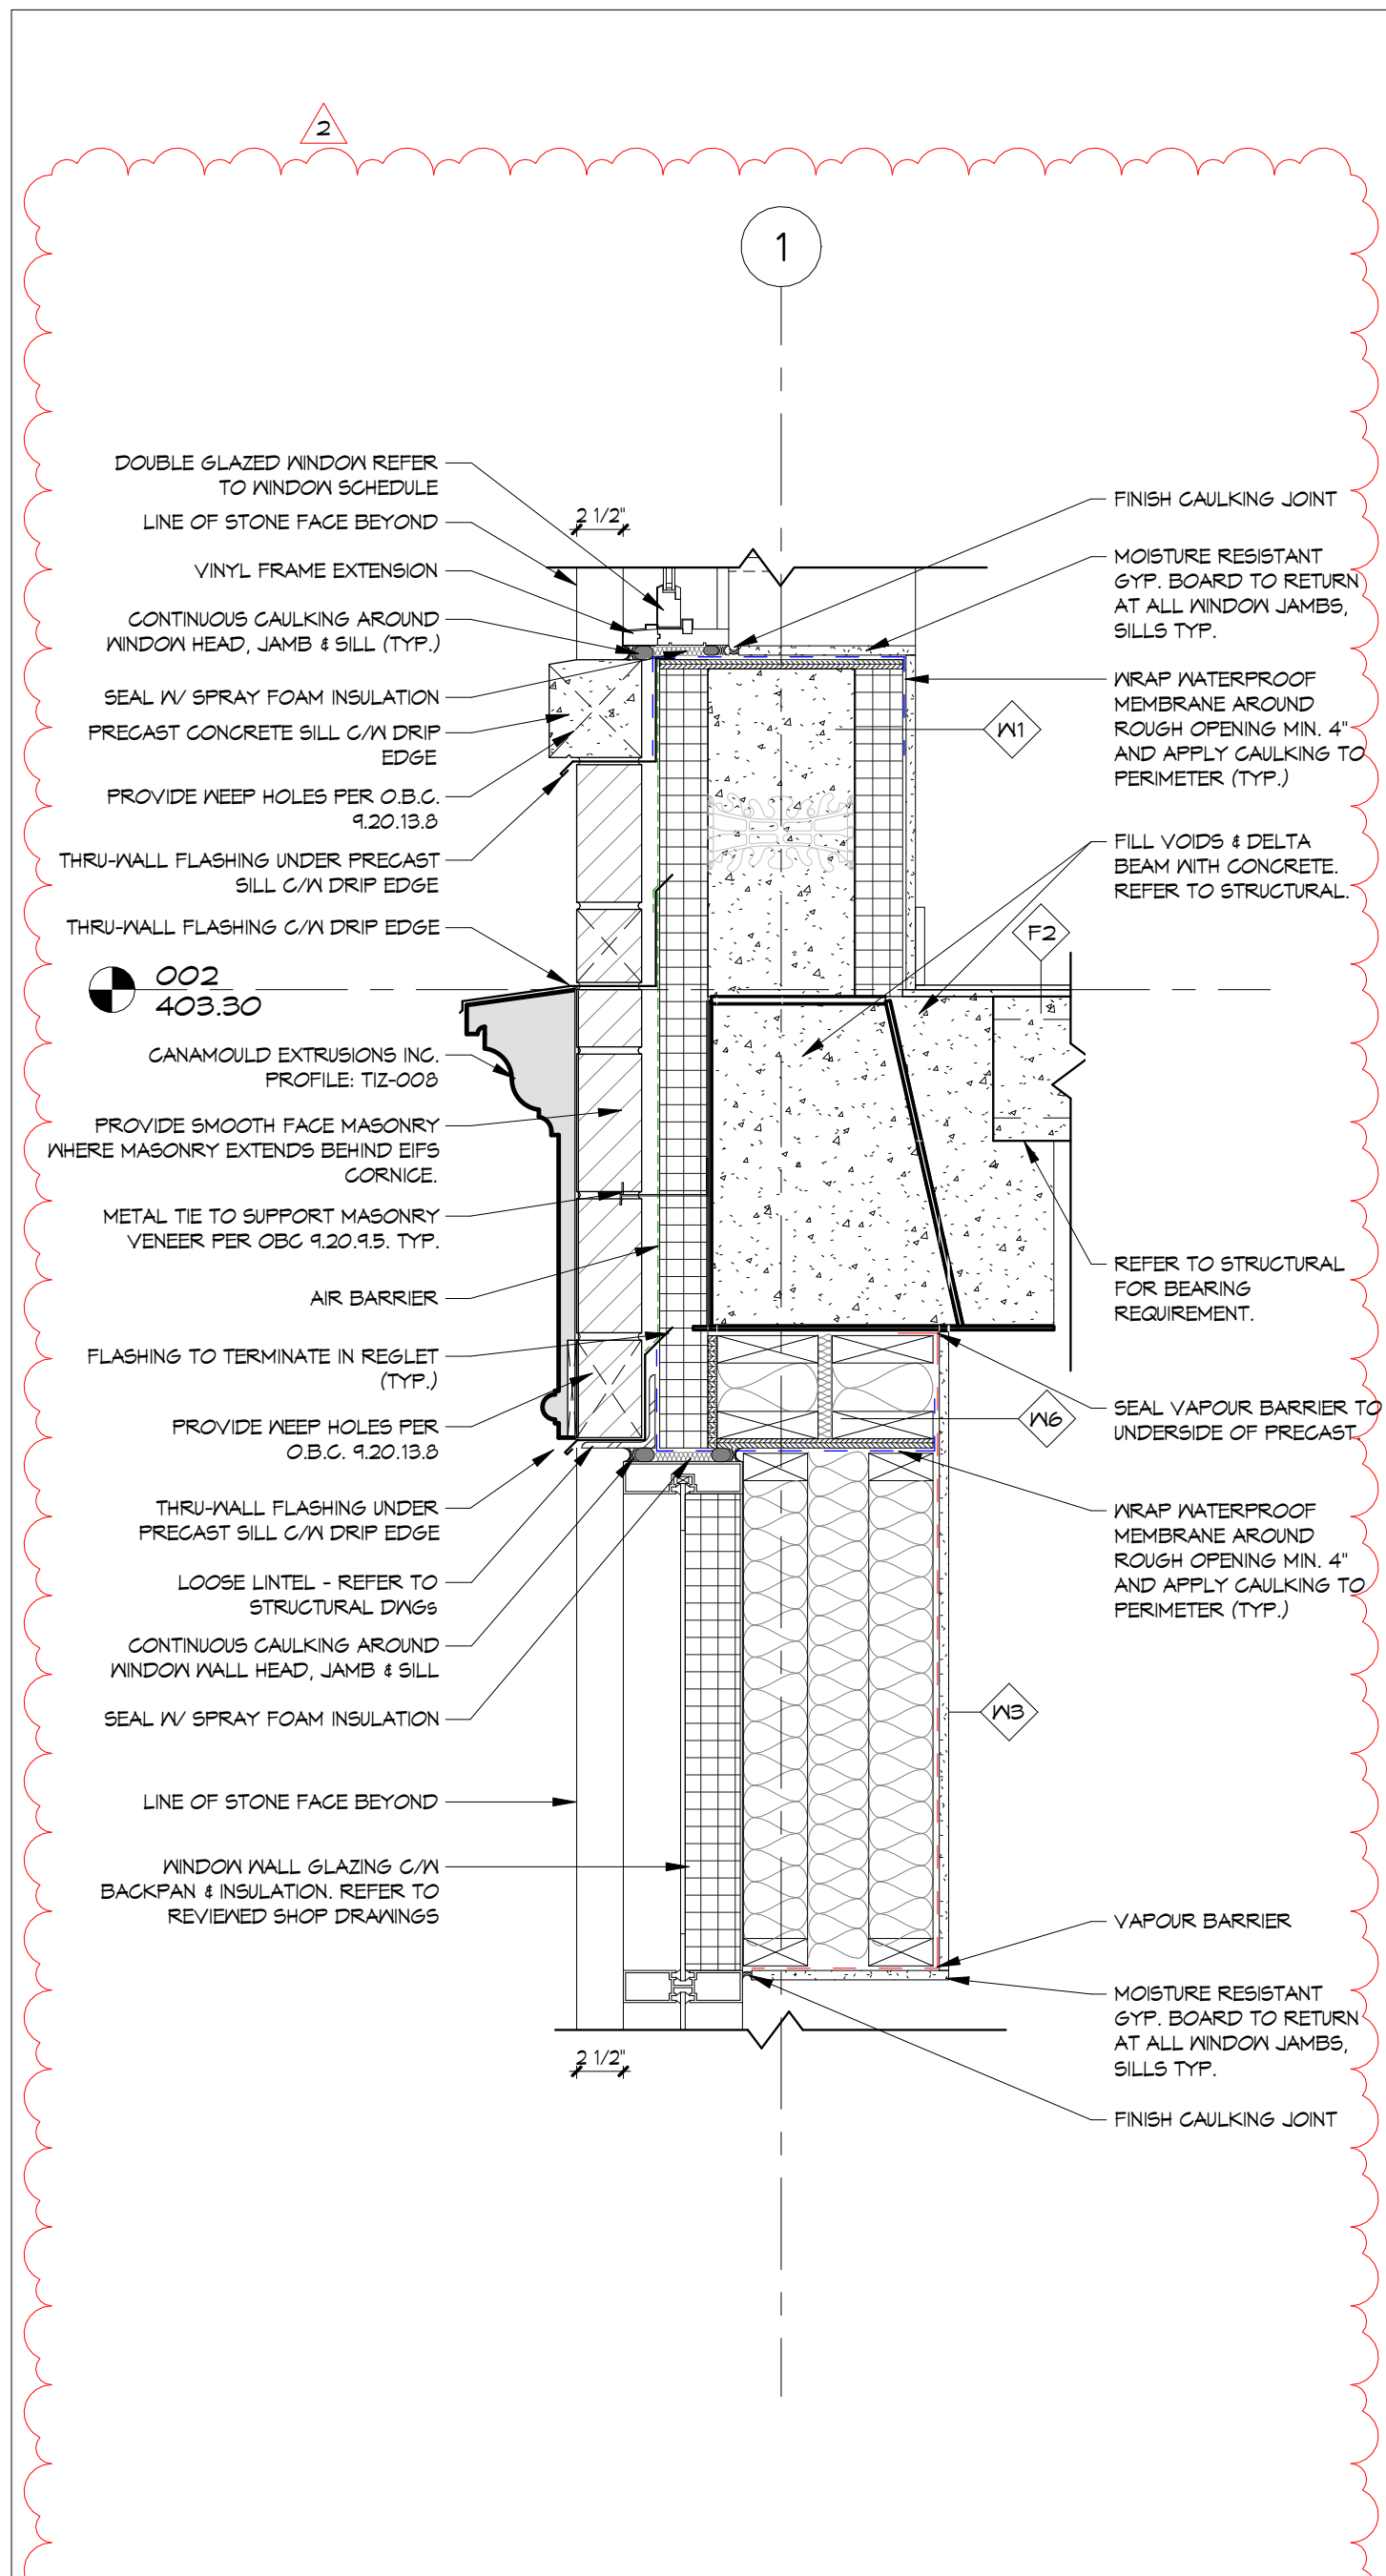 2
1
DOUBLE GLAZED WINDOW REFER
TO WINDOW SCHEDULE
LINE OF STONE FACE BEYOND
2 1/2"
VINYL FRAME EXTENSION
CONTINUOUS CAULKING AROUND
WINDOW HEAD, JAMB & SILL (TYP.)
SEAL W/ SPRAY FOAM INSULATION
PRECAST CONCRETE SILL C/W DRIP
EDGE
PROVIDE WEEP HOLES PER O.B.C.
9.20.13.8
THRU-WALL FLASHING UNDER PRECAST
SILL C/W DRIP EDGE
THRU-WALL FLASHING C/W DRIP EDGE
002
403.30
CANAMOULD EXTRUSIONS INC.
PROFILE: TIZ-008
PROVIDE SMOOTH FACE MASONRY
WHERE MASONRY EXTENDS BEHIND EIFS
CORNICE.
METAL TIE TO SUPPORT MASONRY
VENEER PER OBC 9.20.9.5. TYP.
AIR BARRIER
FLASHING TO TERMINATE IN REGLET
(TYP.)
PROVIDE WEEP HOLES PER
O.B.C. 9.20.13.8
THRU-WALL FLASHING UNDER
PRECAST SILL C/W DRIP EDGE
LOOSE LINTEL - REFER TO
STRUCTURAL DWGS
CONTINUOUS CAULKING AROUND
WINDOW WALL HEAD, JAMB & SILL
SEAL W/ SPRAY FOAM INSULATION
LINE OF STONE FACE BEYOND
WINDOW WALL GLAZING C/W
BACKPAN & INSULATION. REFER TO
REVIEWED SHOP DRAWINGS
2 1/2"
FINISH CAULKING JOINT
MOISTURE RESISTANT
GYP. BOARD TO RETURN
AT ALL WINDOW JAMBS,
SILLS TYP.
WRAP WATERPROOF
MEMBRANE AROUND
ROUGH OPENING MIN. 4"
AND APPLY CAULKING TO
PERIMETER (TYP.)
W1
FILL VOIDS & DELTA
BEAM WITH CONCRETE.
REFER TO STRUCTURAL.
F2
REFER TO STRUCTURAL
FOR BEARING
REQUIREMENT.
SEAL VAPOUR BARRIER TO
UNDERSIDE OF PRECAST.
W6
WRAP WATERPROOF
MEMBRANE AROUND
ROUGH OPENING MIN. 4"
AND APPLY CAULKING TO
PERIMETER (TYP.)
W3
VAPOUR BARRIER
MOISTURE RESISTANT
GYP. BOARD TO RETURN
AT ALL WINDOW JAMBS,
SILLS TYP.
FINISH CAULKING JOINT